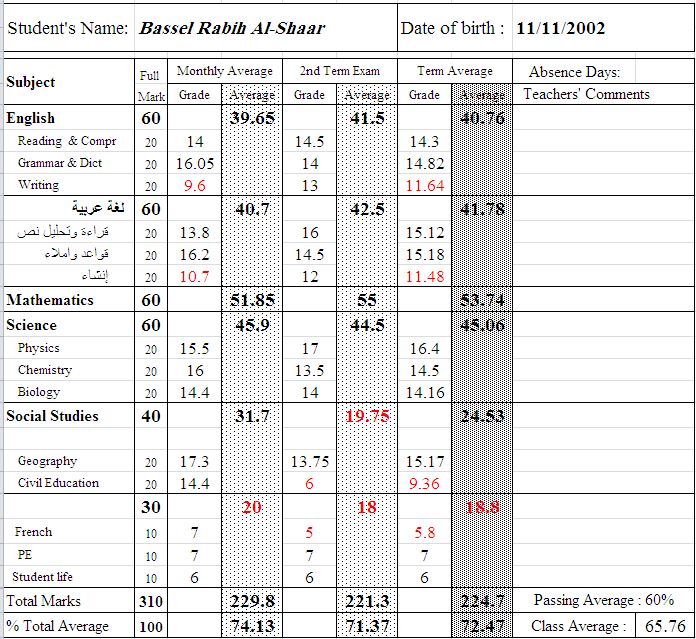 Student's Name: Bassel Rabih Al-Shaar Date of birth : 11/11/2002
Subject Full Mark Monthly Average 2nd Term Exam Term Average Absence Days:
Grade Average Grade Average Grade Average Teachers' Comments
English 60 39.65 41.5 40.76
Reading & Compr 20 14 14.5 14.3
Grammar & Dict 20 16.05 14 14.82
Writing 20 9.6 13 11.64
لغة عربية 60 40.7 42.5 41.78
قراءة وتحليل نص 20 13.8 16 15.12
قواعد واملاء 20 16.2 14.5 15.18
إنشاء 20 10.7 12 11.48
Mathematics 60 51.85 55 53.74
Science 60 45.9 44.5 45.06
Physics 20 15.5 17 16.4
Chemistry 20 16 13.5 14.5
Biology 20 14.4 14 14.16
Social Studies 40 31.7 19.75 24.53
Geography 20 17.3 13.75 15.17
Civil Education 20 14.4 6 9.36
30 20 18 18.8
French 10 7 5 5.8
PE 10 7 7 7
Student life 10 6 6 6
Total Marks 310 229.8 221.3 224.7 Passing Average : 60%
% Total Average 100 74.13 71.37 72.47 Class Average : 65.76